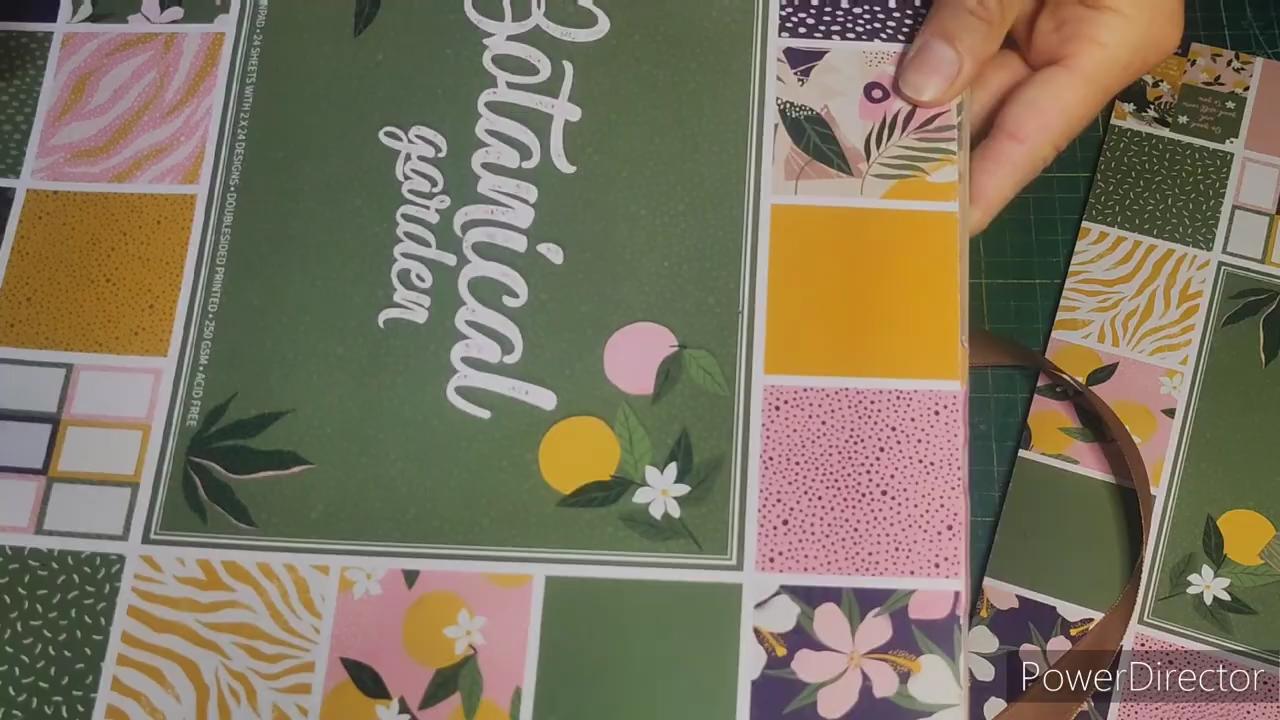 Botanical
garden
PAD • 24 SHEETS WITH 2 X 24 DESIGNS • DOUBLESIDED PRINTED • 250 GSM • ACID FREE
PowerDirector